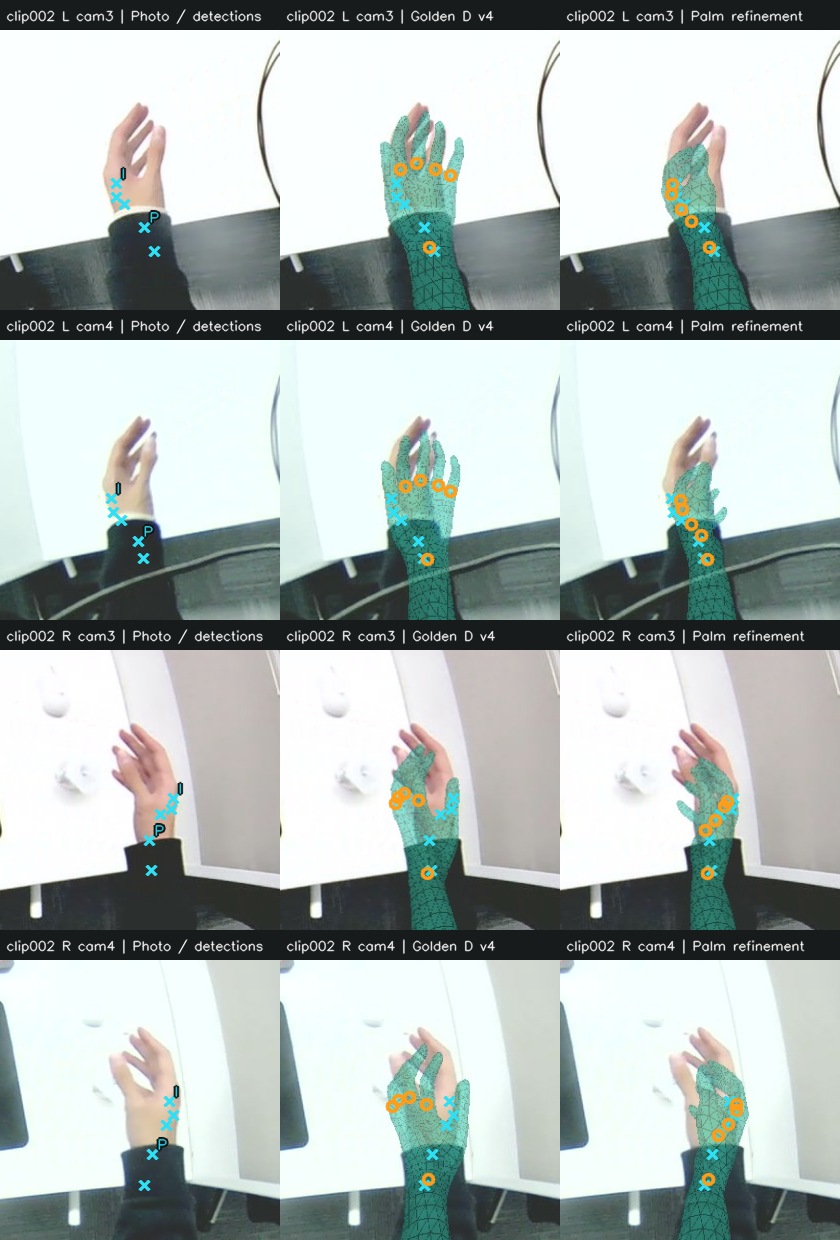 clip002 L cam3 | Photo / detections
clip002 L cam3 | Golden D v4
clip002 L cam3 | Palm refinement
I
P
clip002 L cam4 | Photo / detections
clip002 L cam4 | Golden D v4
clip002 L cam4 | Palm refinement
I
P
clip002 R cam3 | Photo / detections
clip002 R cam3 | Golden D v4
clip002 R cam3 | Palm refinement
I
P
clip002 R cam4 | Photo / detections
clip002 R cam4 | Golden D v4
clip002 R cam4 | Palm refinement
I
P